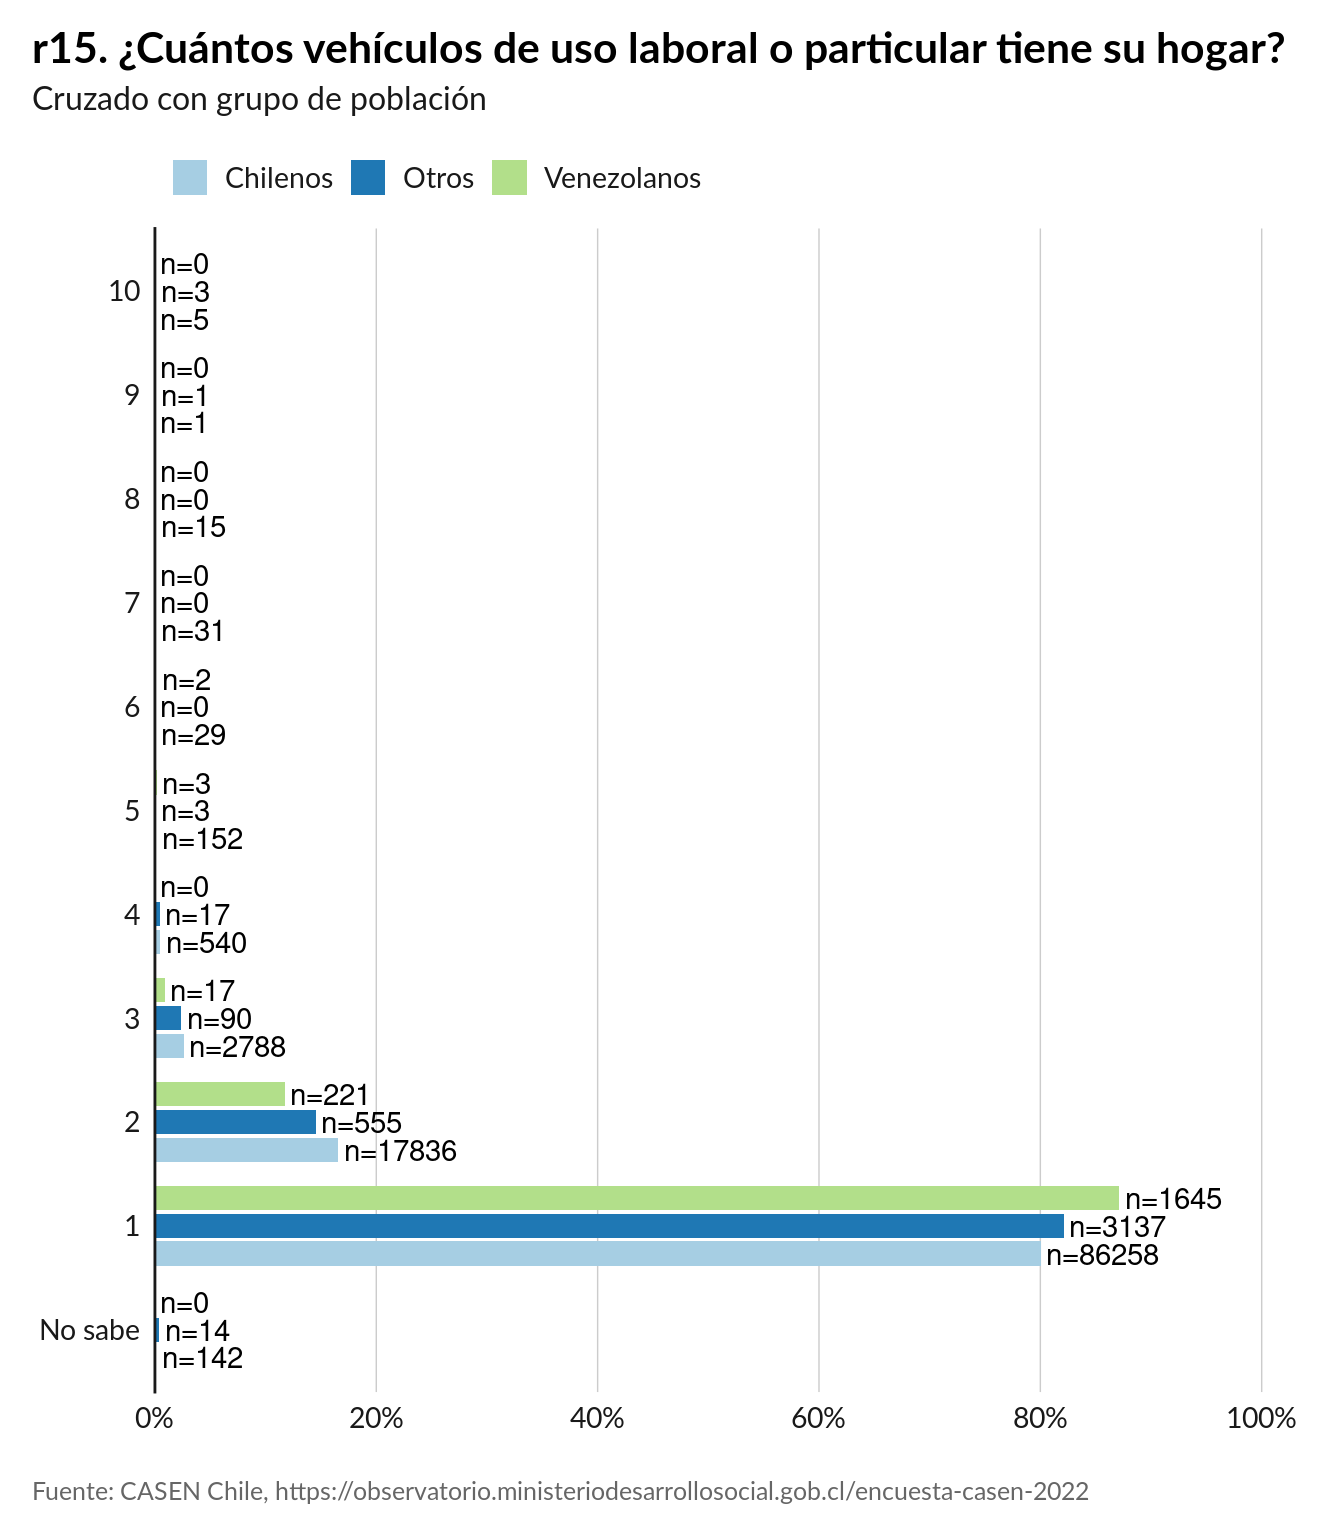 r15. ¿Cuántos vehículos de uso laboral o particular tiene su hogar?
Cruzado con grupo de población
Chilenos Otros Venezolanos
n=0
10 n=3
n=5
n=0
9 n=1
n=1
n=0
8 n=0
n=15
n=0
7 n=0
n=31
n=2
6 n=0
n=29
n=3
5 n=3
n=152
n=0
4 n=17
n=540
n=17
3 n=90
n=2788
n=221
2 n=555
n=17836
n=1645
1 n=3137
n=86258
n=0
No sabe n=14
n=142
0% 20% 40% 60% 80% 100%
Fuente: CASEN Chile, https://observatorio.ministeriodesarrollosocial.gob.cl/encuesta-casen-2022